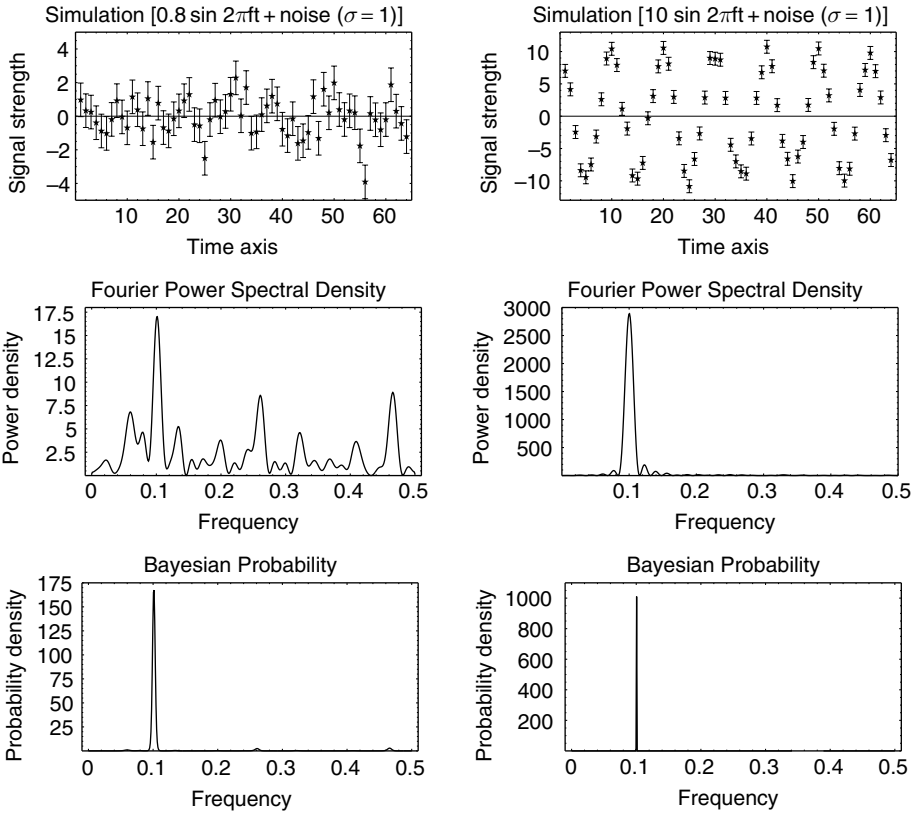 Simulation [0.8 sin 2πft + noise (σ = 1)]
Signal strength
4
2
0
−2
−4
10 20 30 40 50 60
Time axis
Simulation [10 sin 2πft + noise (σ = 1)]
Signal strength
10
5
0
−5
−10
10 20 30 40 50 60
Time axis
Fourier Power Spectral Density
Power density
17.5
15
12.5
10
7.5
5
2.5
0 0.1 0.2 0.3 0.4 0.5
Frequency
Fourier Power Spectral Density
Power density
3000
2500
2000
1500
1000
500
0.1 0.2 0.3 0.4 0.5
Frequency
Bayesian Probability
Probability density
175
150
125
100
75
50
25
0 0.1 0.2 0.3 0.4 0.5
Frequency
Bayesian Probability
Probability density
1000
800
600
400
200
0 0.1 0.2 0.3 0.4 0.5
Frequency